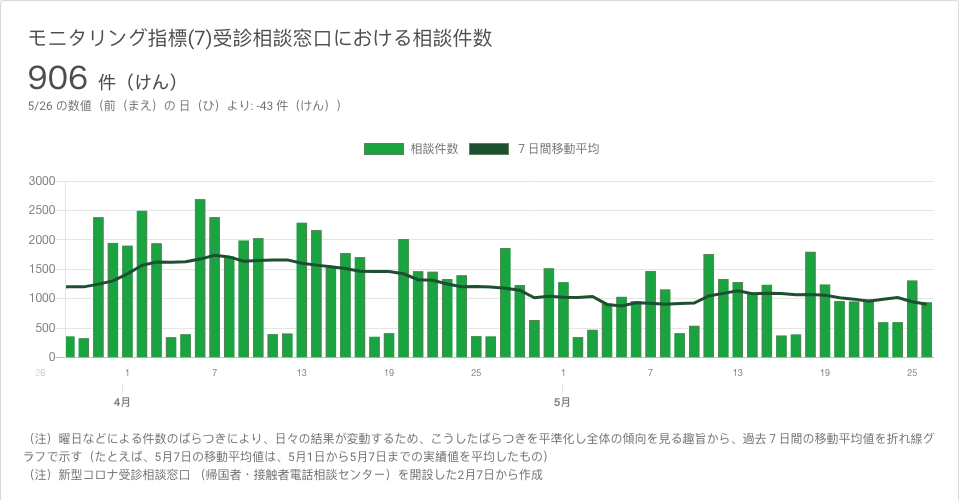 モニタリング指標(7)受診相談窓口における相談件数
906 件（けん）
5/26 の数値（前（まえ）の 日（ひ）より: -43 件（けん））
相談件数 7 日間移動平均
3000
2500
2000
1500
1000
500
0
26 1 7 13 19 25 1 7 13 19 25
4月 5月
（注）曜日などによる件数のばらつきにより、日々の結果が変動するため、こうしたばらつきを平準化し全体の傾向を見る趣旨から、過去 7 日間の移動平均値を折れ線グ
ラフで示す（たとえば、5月7日の移動平均値は、5月1日から5月7日までの実績値を平均したもの）
（注）新型コロナ受診相談窓口 （帰国者・接触者電話相談センター）を開設した2月7日から作成